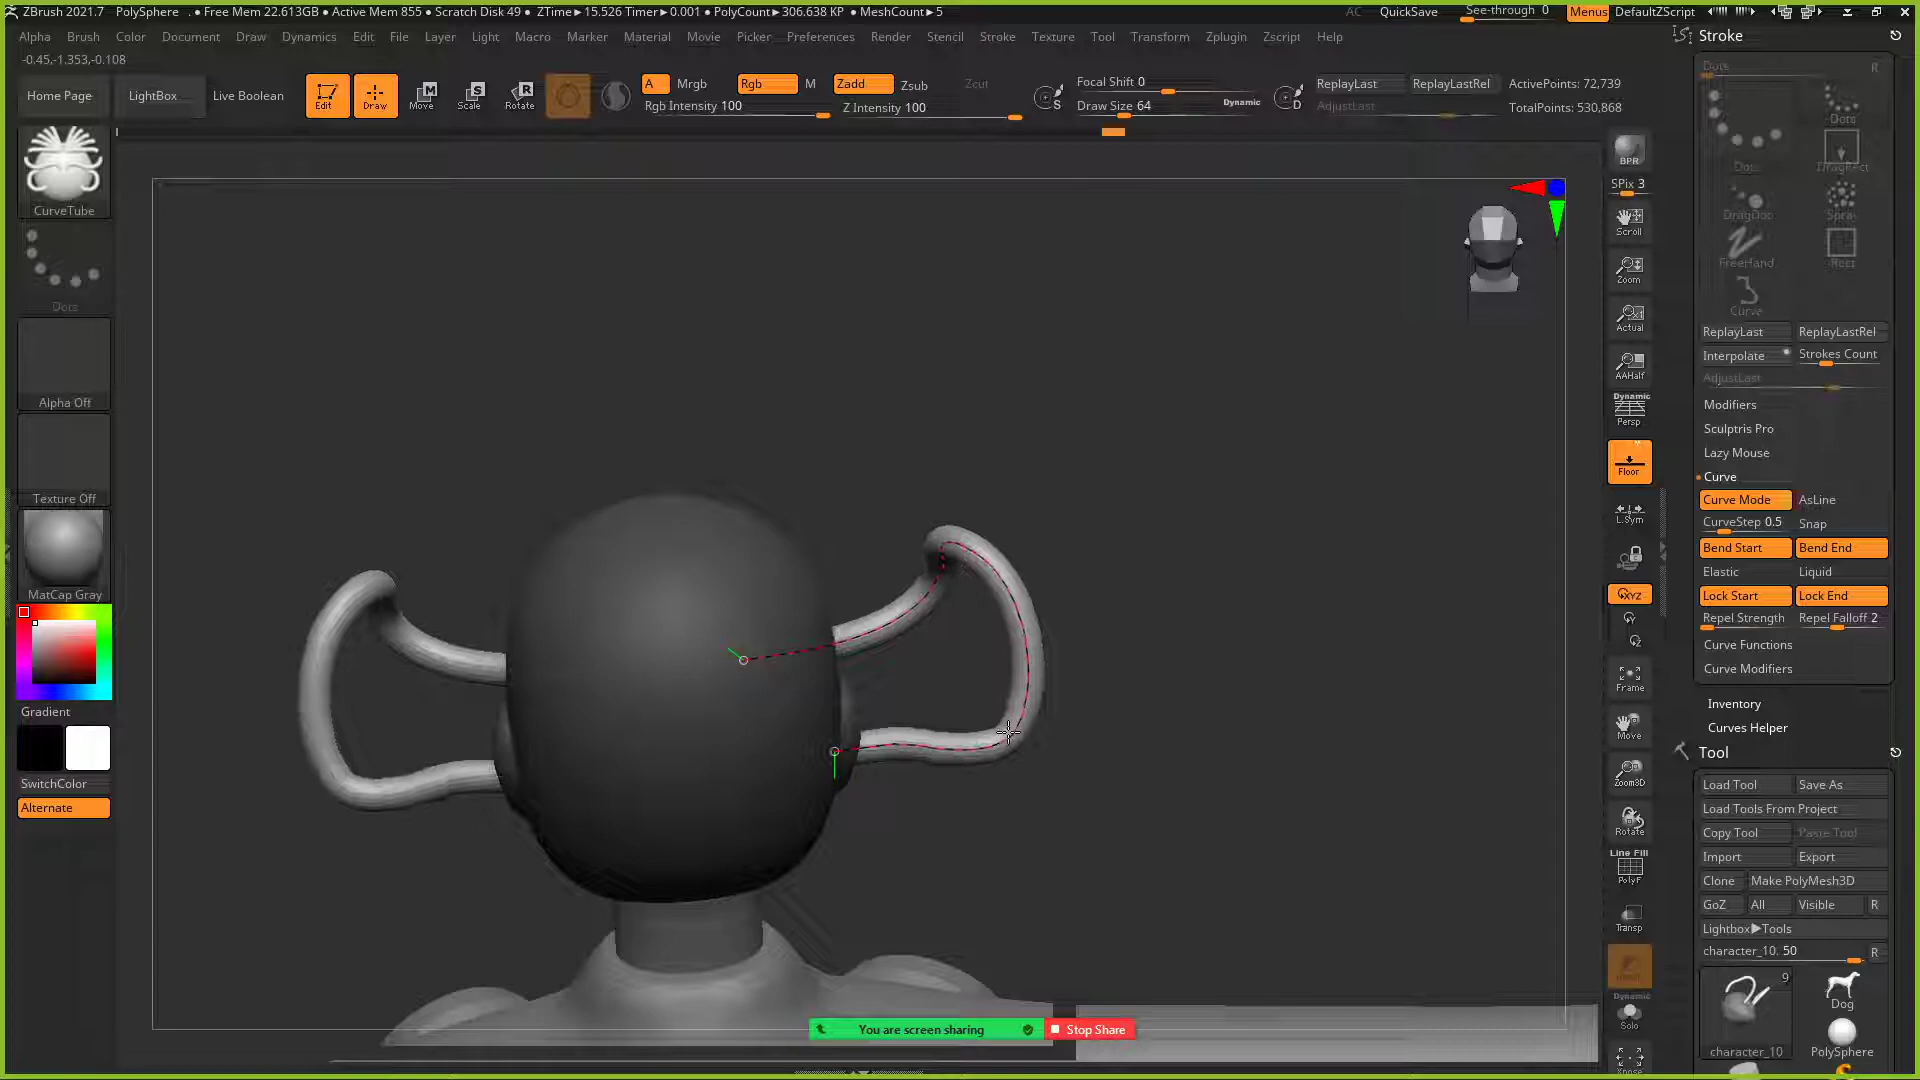 ZBrush 2021.7 PolySphere . ● Free Mem 22.613GB ● Active Mem 855 ● Scratch Disk 49 ● ZTime►15.526 Timer►0.001 ● PolyCount►306.638 KP ● MeshCount►5
AC QuickSave See-through 0 Menus DefaultZScript
Alpha Brush Color Document Draw Dynamics Edit File Layer Light Macro Marker Material Movie Picker Preferences Render Stencil Stroke Texture Tool Transform Zplugin Zscript Help
-0.45,-1.353,-0.108
Home Page LightBox Live Boolean
Edit Draw Move Scale Rotate
A Mrgb Rgb M Zadd Zsub Zcut
Rgb Intensity 100 Z Intensity 100
Focal Shift 0
Draw Size 64 Dynamic
S D
ReplayLast ReplayLastRel ActivePoints: 72,739
AdjustLast TotalPoints: 530,868
CurveTube
Dots
Alpha Off
Texture Off
MatCap Gray
Gradient
SwitchColor
Alternate
BPR
SPix 3
Scroll
Zoom
Actual
AAHalf
Dynamic
Persp
Floor
L.Sym
XYZ
Frame
Move
Zoom3D
Rotate
Line Fill
PolyF
Transp
Dynamic
Solo
Xpose
Stroke
Dots R
Dots
Dots DragRect
DragDot Spray
FreeHand Rect
Curve
ReplayLast ReplayLastRel
Interpolate Strokes Count
AdjustLast
Modifiers
Sculptris Pro
Lazy Mouse
Curve
Curve Mode AsLine
CurveStep 0.5 Snap
Bend Start Bend End
Elastic Liquid
Lock Start Lock End
Repel Strength Repel Falloff 2
Curve Functions
Curve Modifiers
Inventory
Curves Helper
Tool
Load Tool Save As
Load Tools From Project
Copy Tool Paste Tool
Import Export
Clone Make PolyMesh3D
GoZ All Visible R
Lightbox►Tools
character_10. 50 R
9
Dog
character_10 PolySphere
You are screen sharing Stop Share